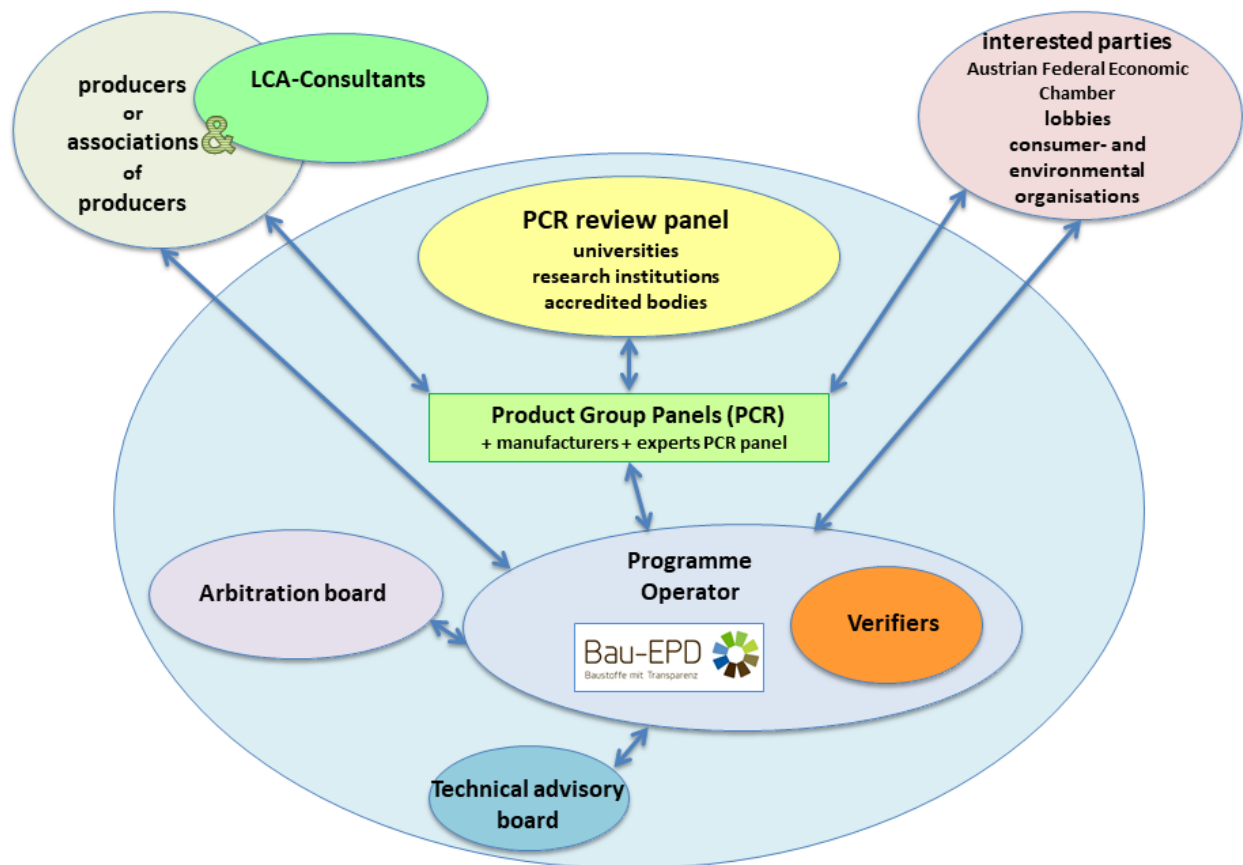 producers
or
associations
of
producers
&
LCA-Consultants
interested parties
Austrian Federal Economic
Chamber
lobbies
consumer- and
environmental
organisations
PCR review panel
universities
research institutions
accredited bodies
Product Group Panels (PCR)
+ manufacturers + experts PCR panel
Programme
Operator
Bau-EPD
Baustoffe mit Transparenz
Verifiers
Arbitration board
Technical advisory
board